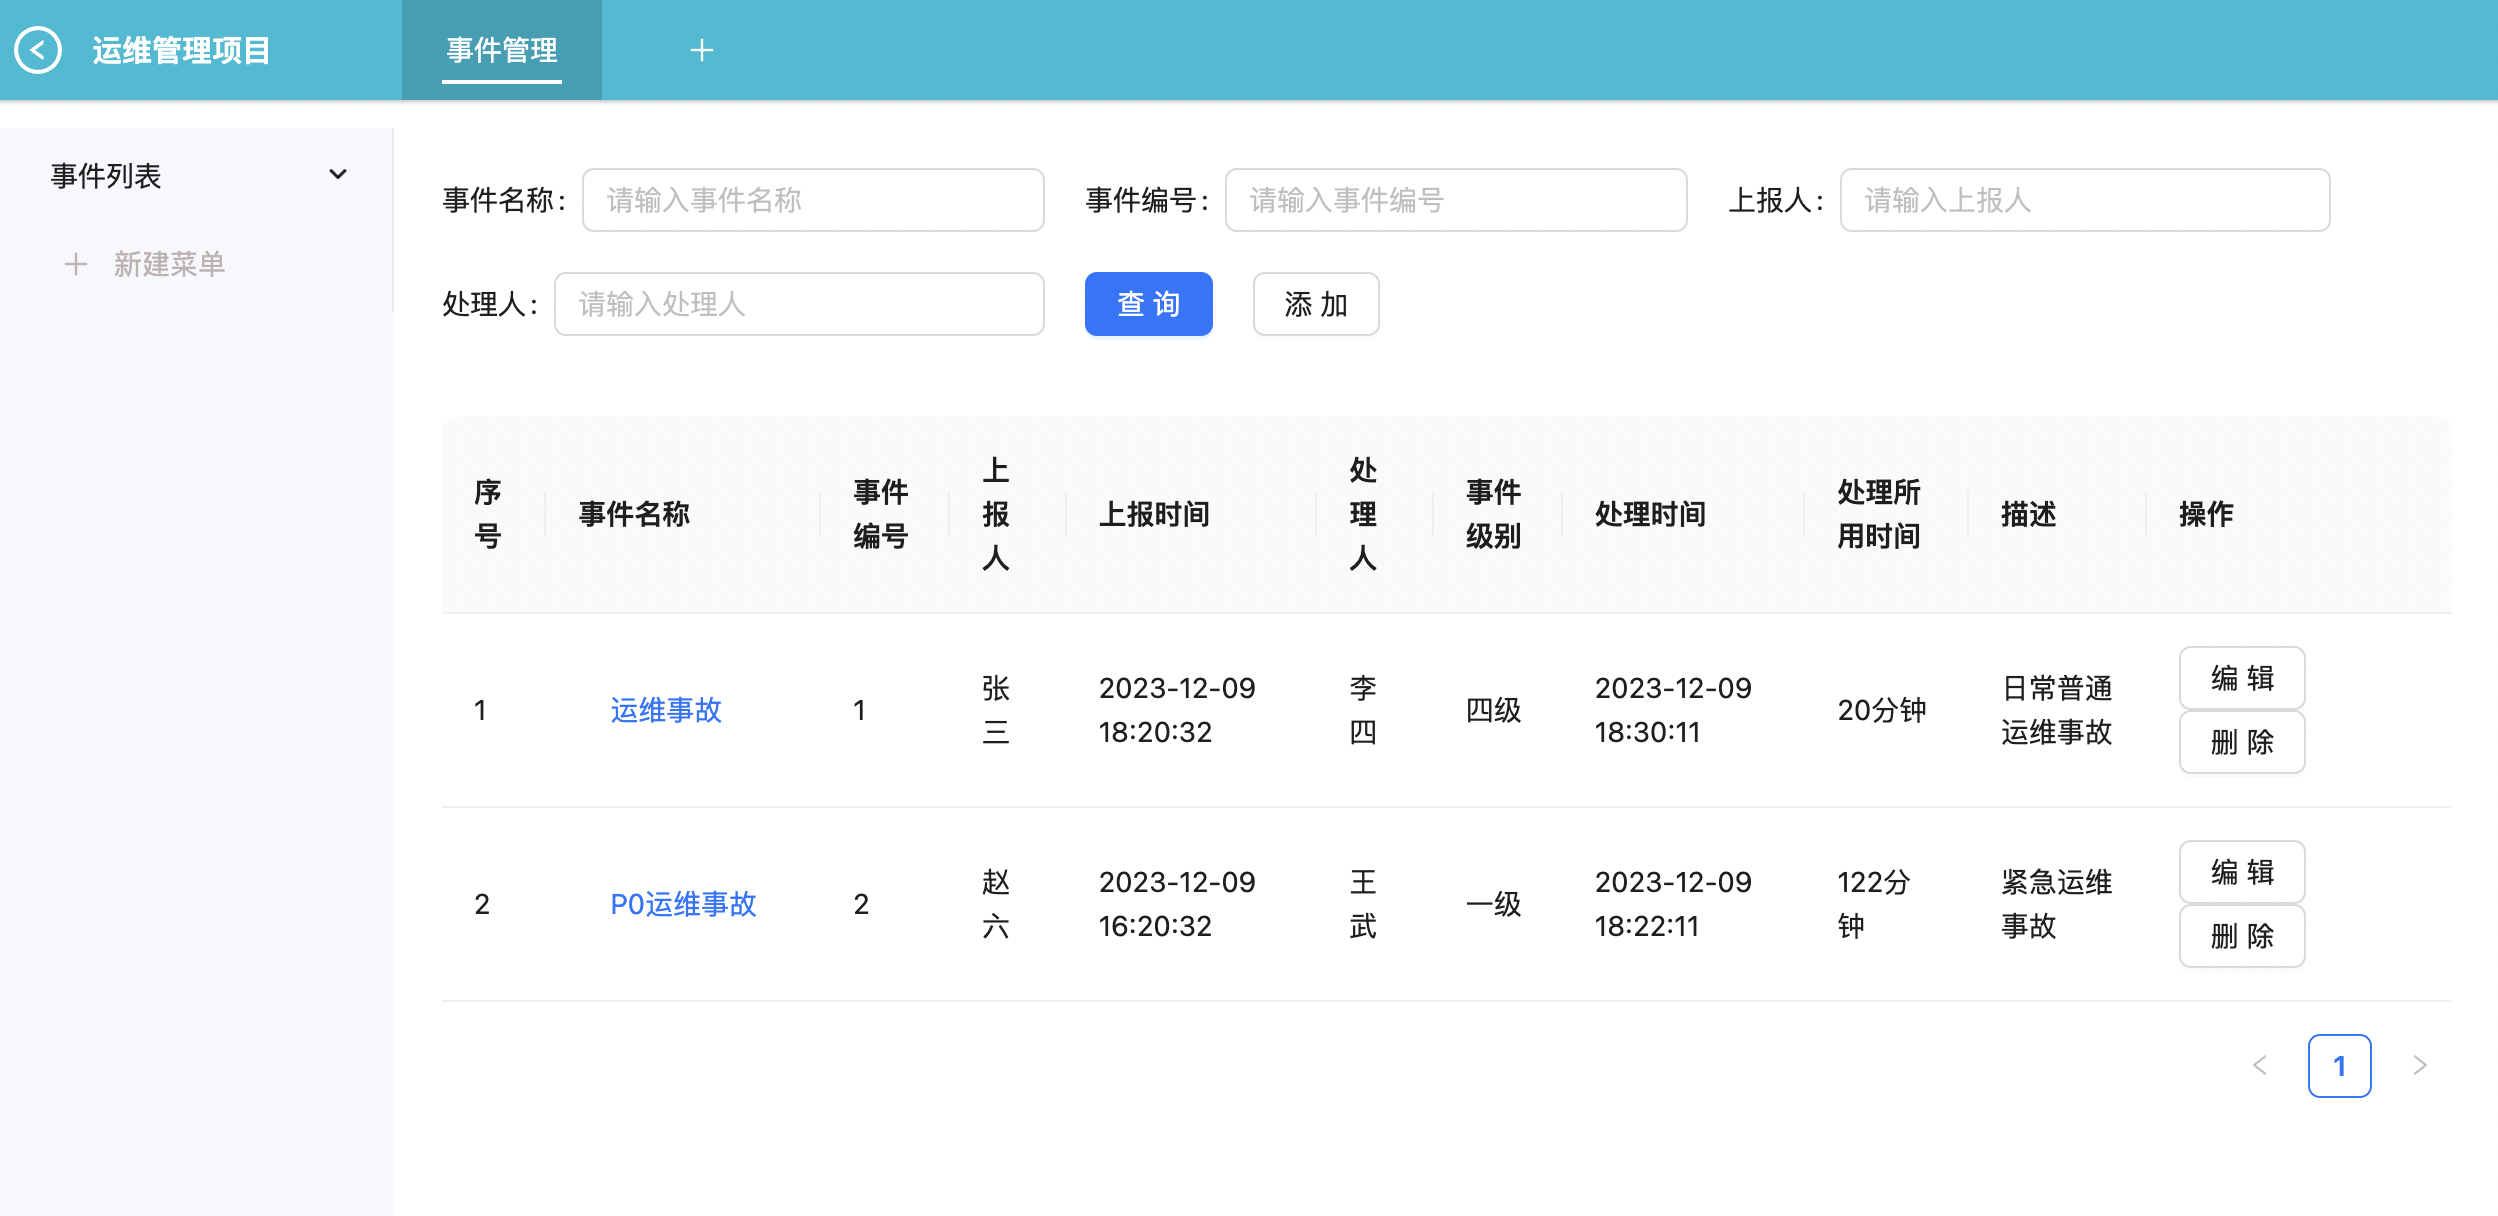 运维管理项目
事件管理
事件列表
新建菜单
事件名称:
请输入事件名称
事件编号:
请输入事件编号
上报人:
请输入上报人
处理人:
请输入处理人
查 询
添 加
序
号
事件名称
事件
编号
上
报
人
上报时间
处
理
人
事件
级别
处理时间
处理所
用时间
描述
操作
1
运维事故
1
张
三
2023-12-09
18:20:32
李
四
四级
2023-12-09
18:30:11
20分钟
日常普通
运维事故
编 辑
删 除
2
P0运维事故
2
赵
六
2023-12-09
16:20:32
王
武
一级
2023-12-09
18:22:11
122分
钟
紧急运维
事故
编 辑
删 除
1